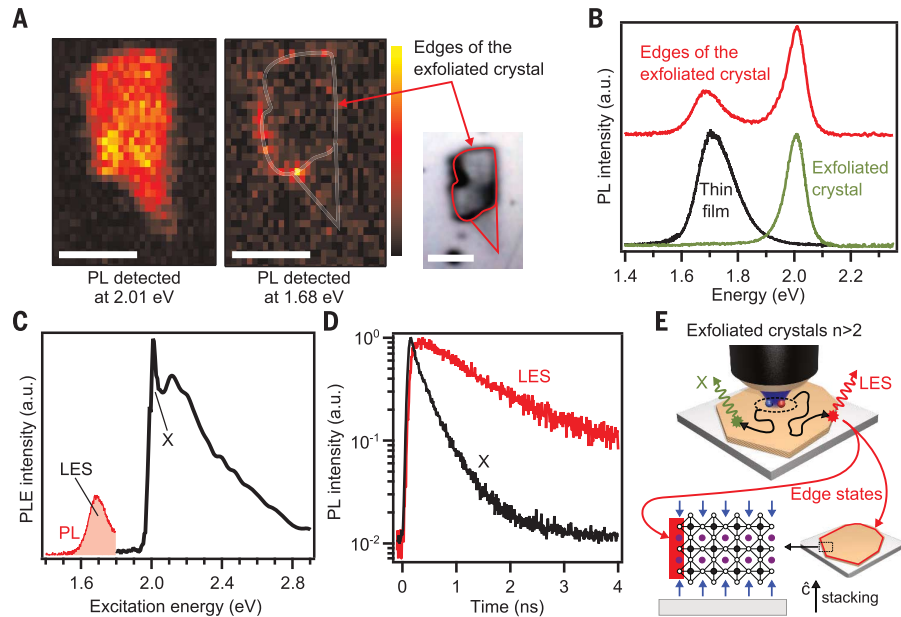 A
Edges of the
exfoliated crystal
PL detected
at 2.01 eV
PL detected
at 1.68 eV
B
PL intensity (a.u.)
Edges of the
exfoliated crystal
Thin
film
Exfoliated
crystal
1.4 1.6 1.8 2.0 2.2
Energy (eV)
C
PLE intensity (a.u.)
LES
PL
X
1.6 2.0 2.4 2.8
Excitation energy (eV)
D
PL intensity (a.u.)
10⁰
10⁻¹
10⁻²
LES
X
0 1 2 3 4
Time (ns)
E
Exfoliated crystals n>2
X
LES
Edge states
ĉ
stacking